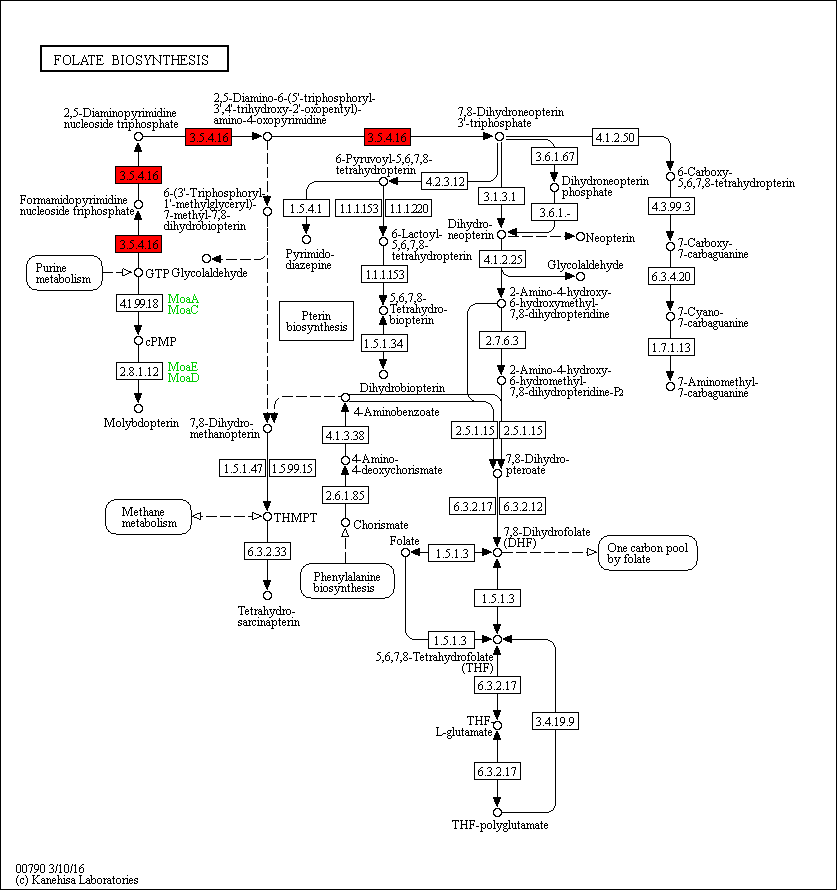 FOLATE BIOSYNTHESIS
2,5-Diaminopyrimidine
nucleoside triphosphate
2,5-Diamino-6-(5'-triphosphoryl-
3',4'-trihydroxy-2'-oxopentyl)-
amino-4-oxopyrimidine
7,8-Dihydroneopterin
3'-triphosphate
3.5.4.16
3.5.4.16
4.1.2.50
3.6.1.67
6-Pyruvoyl-5,6,7,8-
tetrahydropterin
4.2.3.12
3.1.3.1
Dihydroneopterin
phosphate
6-Carboxy-
5,6,7,8-tetrahydropterin
3.5.4.16
Formamidopyrimidine
nucleoside triphosphate
6-(3'-Triphosphoryl-
1'-methylglyceryl)-
7-methyl-7,8-
dihydrobiopterin
1.5.4.1
1.1.1.153
1.1.1.220
3.6.1.-
4.3.99.3
3.5.4.16
Pyrimido-
diazepine
6-Lactoyl-
5,6,7,8-
tetrahydropterin
Dihydro-
neopterin
Neopterin
7-Carboxy-
7-carbaguanine
Purine
metabolism
GTP
Glycolaldehyde
1.1.1.153
4.1.2.25
Glycolaldehyde
6.3.4.20
4.1.99.18
MoaA
MoaC
Pterin
biosynthesis
5,6,7,8-
Tetrahydro-
biopterin
2-Amino-4-hydroxy-
6-hydroxymethyl-
7,8-dihydropteridine
7-Cyano-
7-carbaguanine
cPMP
1.5.1.34
2.7.6.3
1.7.1.13
2.8.1.12
MoaE
MoaD
Dihydrobiopterin
2-Amino-4-hydroxy-
6-hydromethyl-
7,8-dihydropteridine-P2
7-Aminomethyl-
7-carbaguanine
Molybdopterin
7,8-Dihydro-
methanopterin
4-Aminobenzoate
4.1.3.38
2.5.1.15
2.5.1.15
1.5.1.47
1.5.99.15
4-Amino-
4-deoxychorismate
7,8-Dihydro-
pteroate
2.6.1.85
6.3.2.17
6.3.2.12
Methane
metabolism
THMPT
Chorismate
6.3.2.33
Folate
1.5.1.3
7,8-Dihydrofolate
(DHF)
One carbon pool
by folate
Phenylalanine
biosynthesis
1.5.1.3
Tetrahydro-
sarcinapterin
1.5.1.3
5,6,7,8-Tetrahydrofolate
(THF)
6.3.2.17
THF-
L-glutamate
3.4.19.9
6.3.2.17
THF-polyglutamate
00790 3/10/16
(c) Kanehisa Laboratories